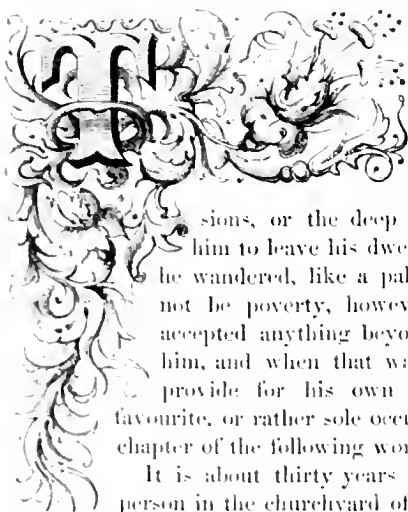 T
sions, or the deep
him to leave his dwe
he wandered, like a pal
not be poverty, howev
accepted anything beyo
him, and when that wa
provide for his own
favourite, or rather sole occu
chapter of the following wor
It is about thirty years
person in the churchyard of